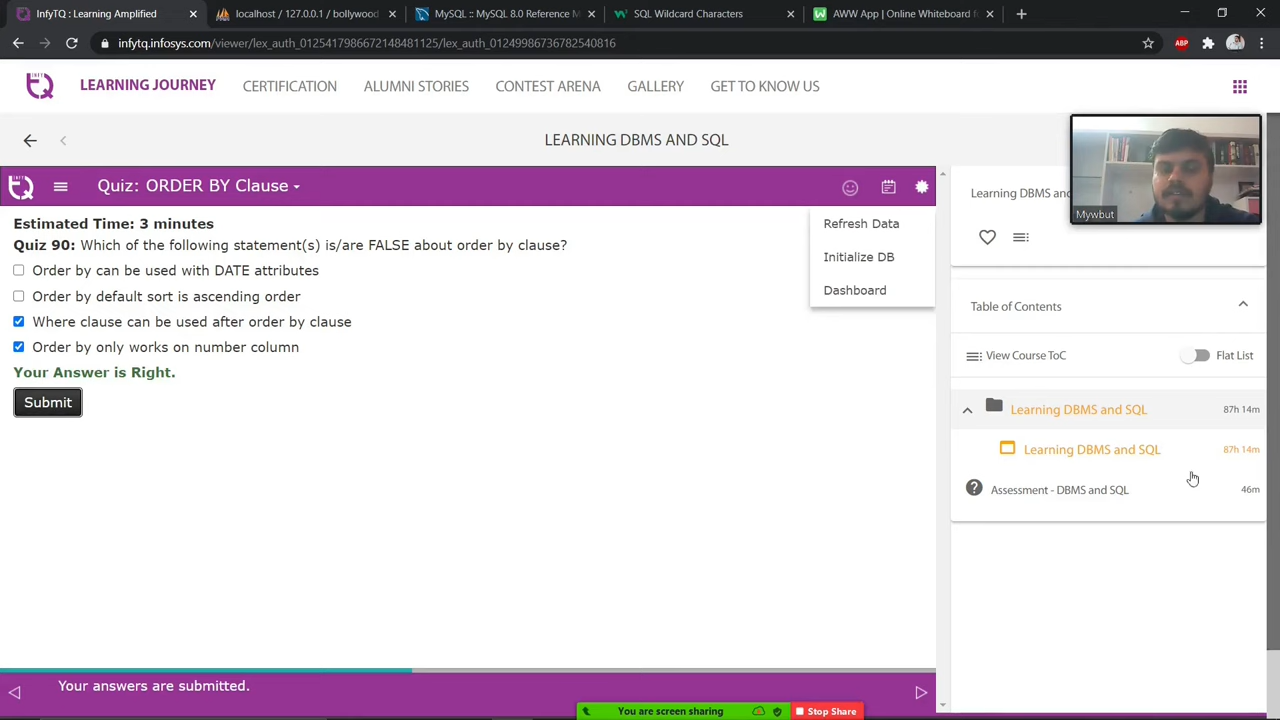 InfyTQ : Learning Amplified
localhost / 127.0.0.1 / bollywood
MySQL :: MySQL 8.0 Reference M
SQL Wildcard Characters
AWW App | Online Whiteboard f
infytq.infosys.com/viewer/lex_auth_0125417986672148481125/lex_auth_01249986736782540816
ABP
LEARNING JOURNEY
CERTIFICATION
ALUMNI STORIES
CONTEST ARENA
GALLERY
GET TO KNOW US
LEARNING DBMS AND SQL
Mywbut
Quiz: ORDER BY Clause
Learning DBMS and
Estimated Time: 3 minutes
Refresh Data
Quiz 90: Which of the following statement(s) is/are FALSE about order by clause?
Initialize DB
Order by can be used with DATE attributes
Dashboard
Order by default sort is ascending order
Where clause can be used after order by clause
Order by only works on number column
Your Answer is Right.
Submit
Table of Contents
View Course ToC
Flat List
Learning DBMS and SQL 87h 14m
Learning DBMS and SQL 87h 14m
Assessment - DBMS and SQL 46m
Your answers are submitted.
You are screen sharing
Stop Share